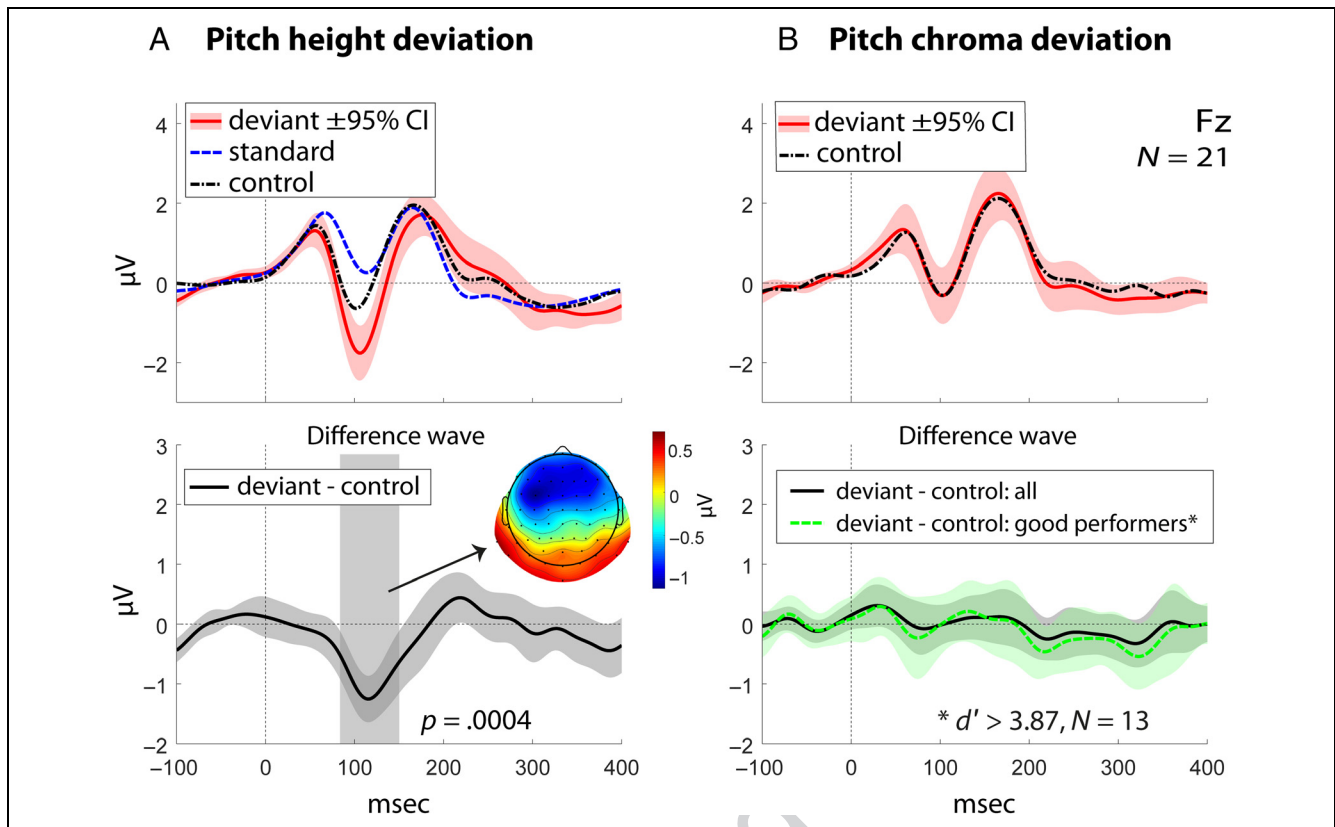 A Pitch height deviation
μV
4
2
0
−2
deviant ±95% CI
standard
control
Difference wave
μV
3
2
1
0
−1
−2
deviant - control
0.5
0
−0.5
−1
μV
p = .0004
−100 0 100 200 300 400
msec
B Pitch chroma deviation
4
2
0
−2
deviant ±95% CI
control
Fz
N = 21
Difference wave
3
2
1
0
−1
−2
deviant - control: all
deviant - control: good performers*
* d′ > 3.87, N = 13
−100 0 100 200 300 400
msec